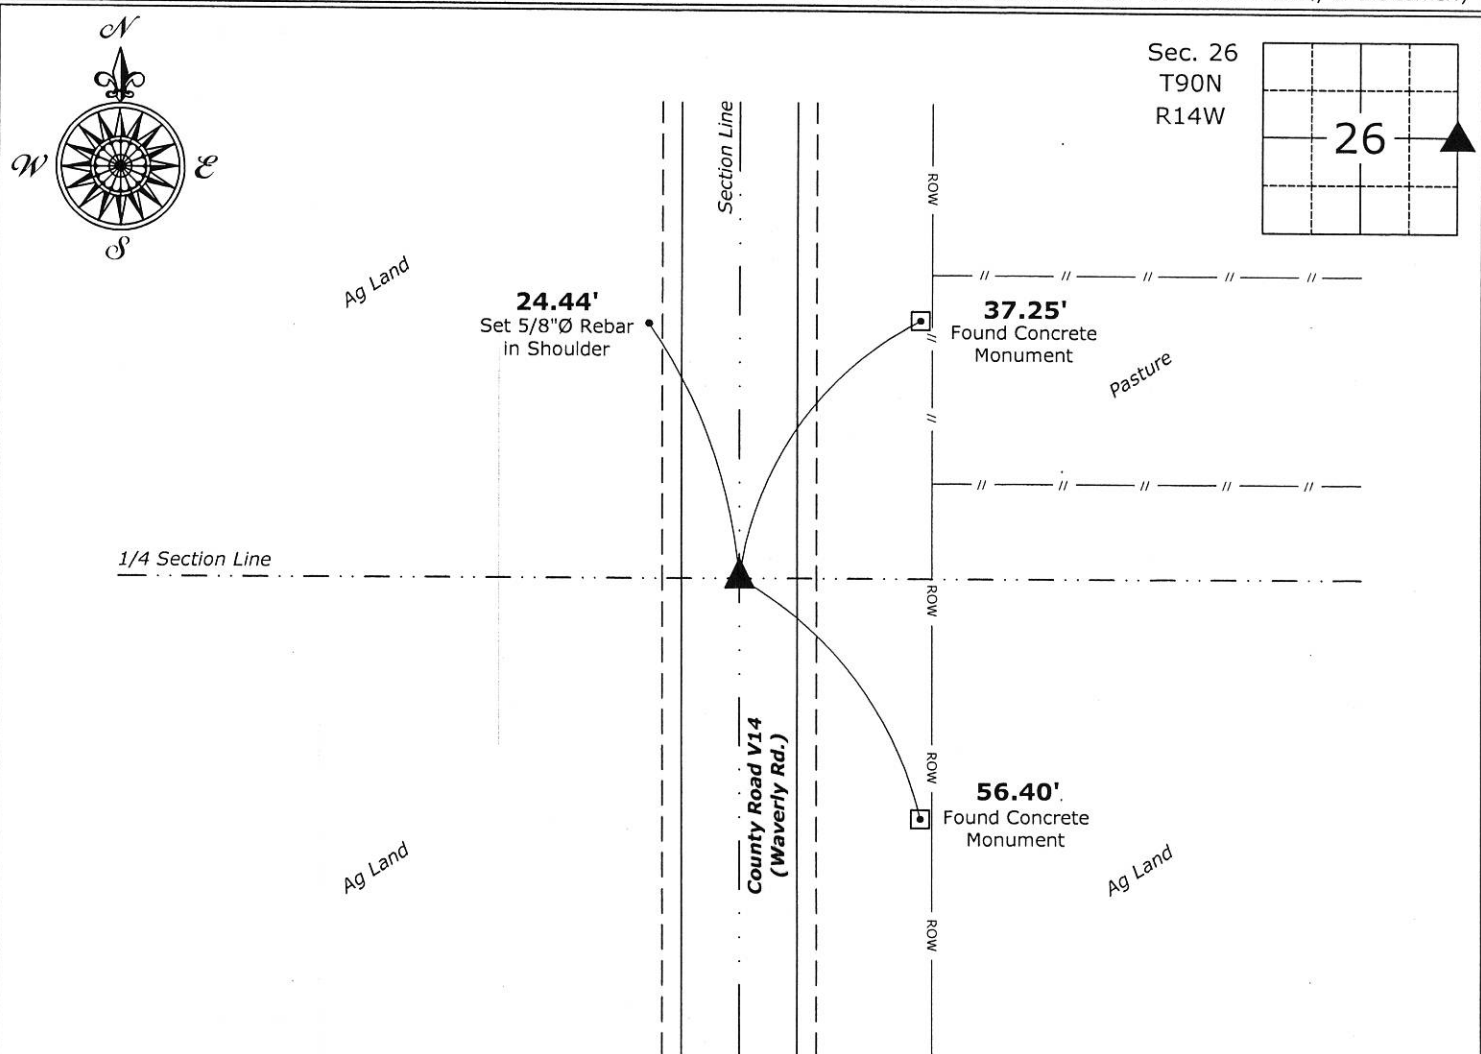 N
W
E
S
Sec. 26
T90N
R14W
26
Section Line
ROW
Ag Land
24.44'
Set 5/8"Ø Rebar
in Shoulder
37.25'
Found Concrete
Monument
Pasture
1/4 Section Line
ROW
County Road V14
(Waverly Rd.)
ROW
56.40'
Found Concrete
Monument
Ag Land
Ag Land
ROW